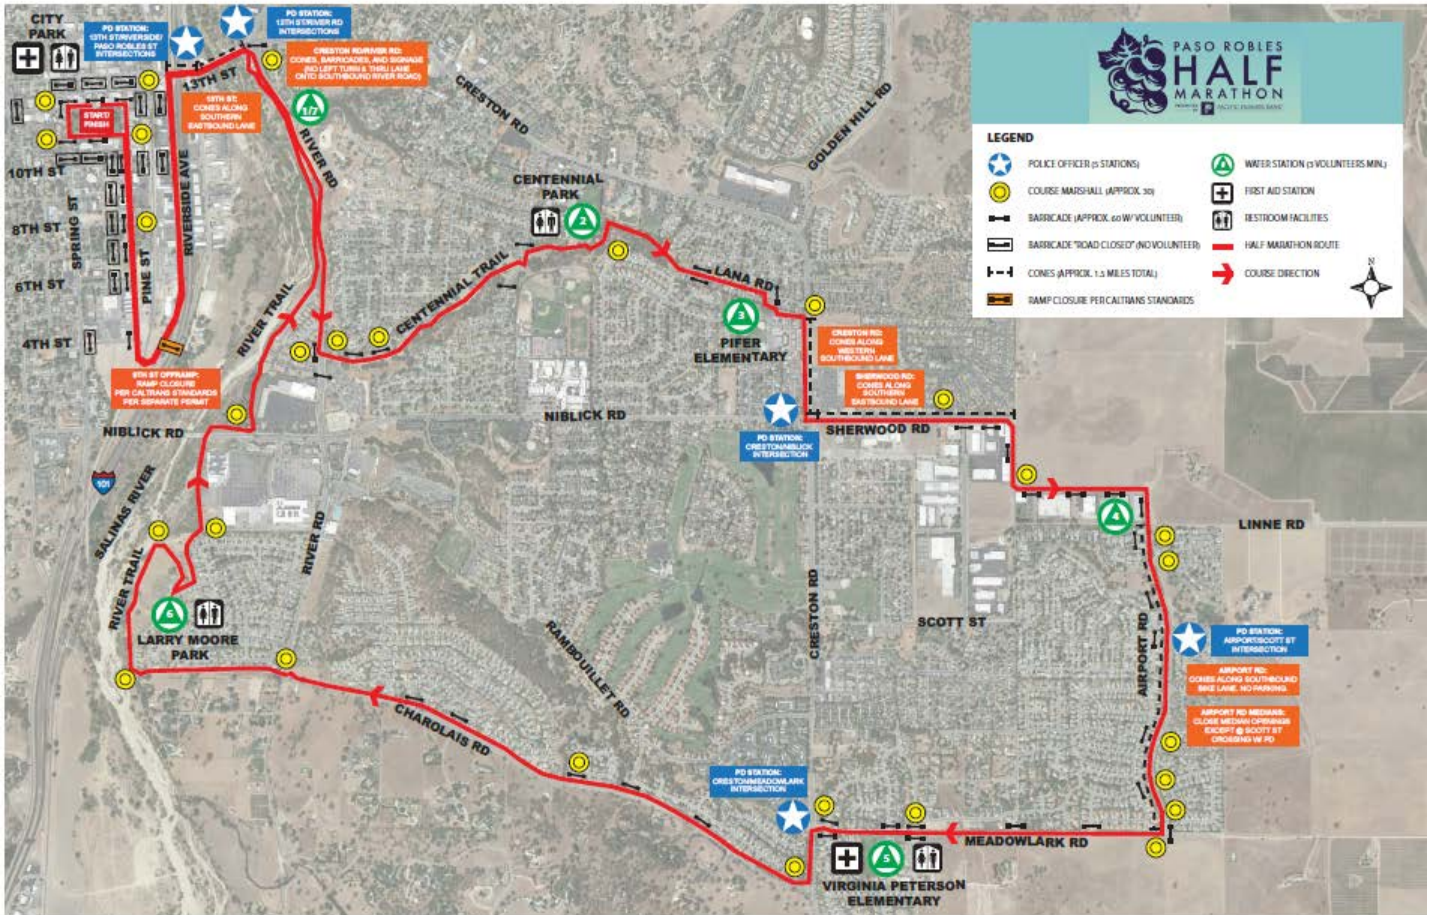 CITY
PARK
PD STATION:
13TH ST/RIVERSIDE/
PASO ROBLES ST
INTERSECTIONS
PD STATION:
13TH ST/RIVER RD
INTERSECTIONS
CRESTON RD/RIVER RD:
CONES, BARRICADES, AND SIGNAGE
(NO LEFT TURN & THRU LANE
ONTO SOUTHBOUND RIVER ROAD)
13TH ST
13TH ST:
CONES ALONG
SOUTHERN
EASTBOUND LANE
START/
FINISH
1/7
RIVER RD
CRESTON RD
GOLDEN HILL RD
10TH ST
8TH ST
6TH ST
4TH ST
SPRING ST
PINE ST
RIVERSIDE AVE
RIVER TRAIL
CENTENNIAL
PARK
2
CENTENNIAL TRAIL
LANA RD
3
PIFER
ELEMENTARY
CRESTON RD:
CONES ALONG
WESTERN
SOUTHBOUND LANE
SHERWOOD RD:
CONES ALONG
SOUTHERN
EASTBOUND LANE
PASO ROBLES
HALF
MARATHON
LEGEND
POLICE OFFICER (5 STATIONS)
COURSE MARSHALL (APPROX. 30)
BARRICADE (APPROX. 60 W/ VOLUNTEER)
BARRICADE "ROAD CLOSED" (NO VOLUNTEER)
CONES (APPROX. 1.5 MILES TOTAL)
RAMP CLOSURE PER CALTRANS STANDARDS
WATER STATION (3 VOLUNTEERS MIN.)
FIRST AID STATION
RESTROOM FACILITIES
HALF MARATHON ROUTE
COURSE DIRECTION
N
OFFRAMP:
RAMP CLOSURE
PER CALTRANS STANDARDS
PER SEPARATE PERMIT
NIBLICK RD
NIBLICK RD
PD STATION:
CRESTON/NIBLICK
INTERSECTION
SHERWOOD RD
101
SALINAS RIVER
RIVER TRAIL
RIVER RD
4
LINNE RD
6
LARRY MOORE
PARK
RAMBOUILLET RD
CRESTON RD
SCOTT ST
AIRPORT RD
PD STATION:
AIRPORT/SCOTT ST
INTERSECTION
AIRPORT RD:
CONES ALONG SOUTHBOUND
BIKE LANE. NO PARKING.
AIRPORT RD MEDIANS:
CLOSE MEDIAN OPENINGS
EXCEPT @ SCOTT ST
CROSSING W/ PD
CHAROLAIS RD
PD STATION:
CRESTON/MEADOWLARK
INTERSECTION
MEADOWLARK RD
5
VIRGINIA PETERSON
ELEMENTARY